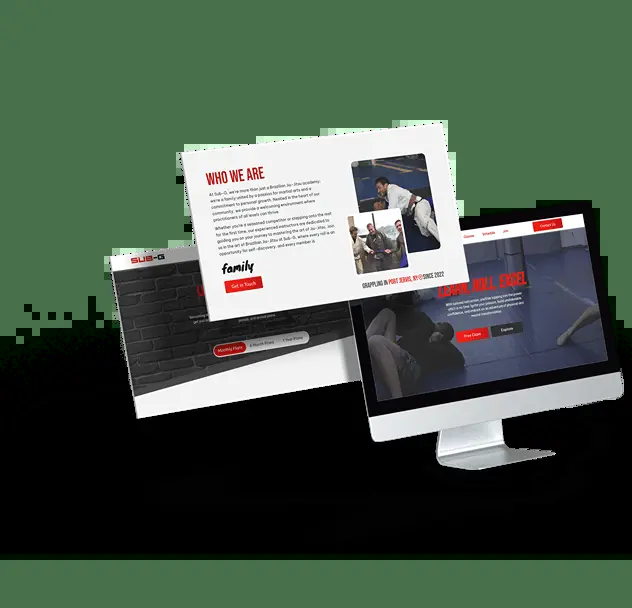 WHO WE ARE
At Sub-G, we're more than just a Brazilian Jiu-Jitsu academy;
we're a family united by a passion for martial arts and a
commitment to personal growth. Nestled in the heart of our
community, we provide a welcoming environment where
practitioners of all levels can thrive.
Whether you're a seasoned competitor or stepping onto the mat
for the first time, our experienced instructors are dedicated to
guiding you on your journey to mastering the art of Jiu-Jitsu. Join
us in the art of Brazilian Jiu-Jitsu at Sub-G, where every roll is an
opportunity for self-discovery, and every member is
family
Get in Touch
GRAPPLING IN PORT JERVIS, NY SINCE 2022
SUB-G
Monthly Plans
6 Month Plans
1 Year Plans
Classes
Schedule
Contact Us
LEARN, ROLL, EXCEL
Free Class
Explore